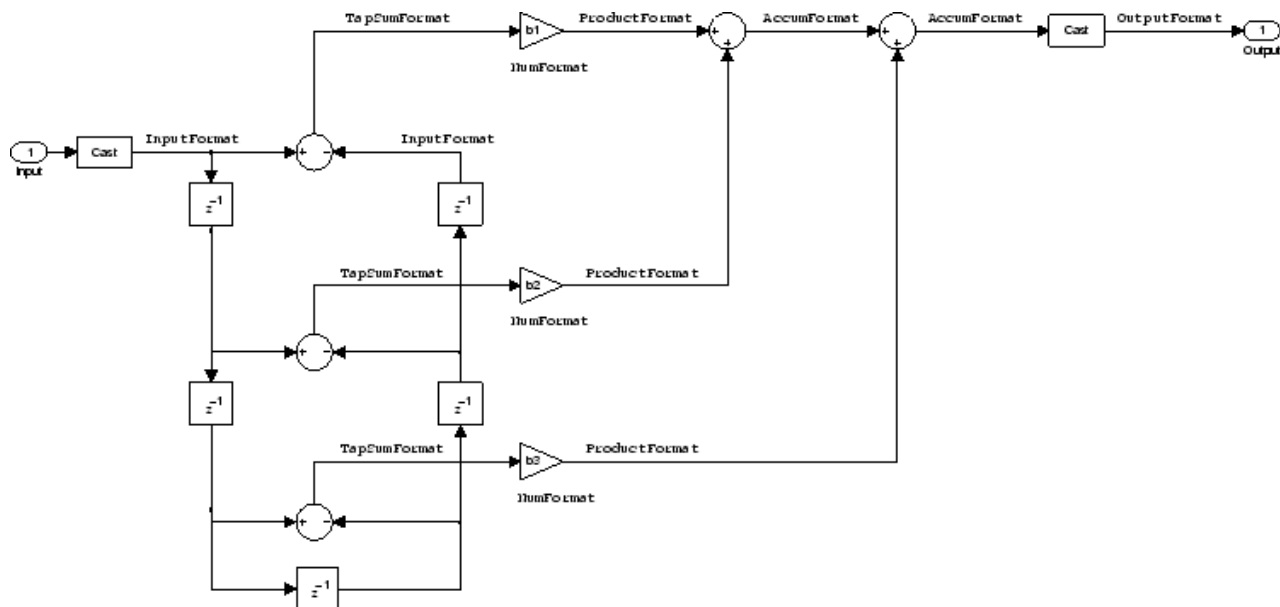 TapSumFormat
ProductFormat
AccumFormat
AccumFormat
OutputFormat
b1
+
+
+
+
Cast
1
Output
NumFormat
InputFormat
InputFormat
1
Cast
+ -
Input
z⁻¹
z⁻¹
TapSumFormat
ProductFormat
b2
NumFormat
+ -
z⁻¹
z⁻¹
TapSumFormat
ProductFormat
b3
NumFormat
+ -
z⁻¹